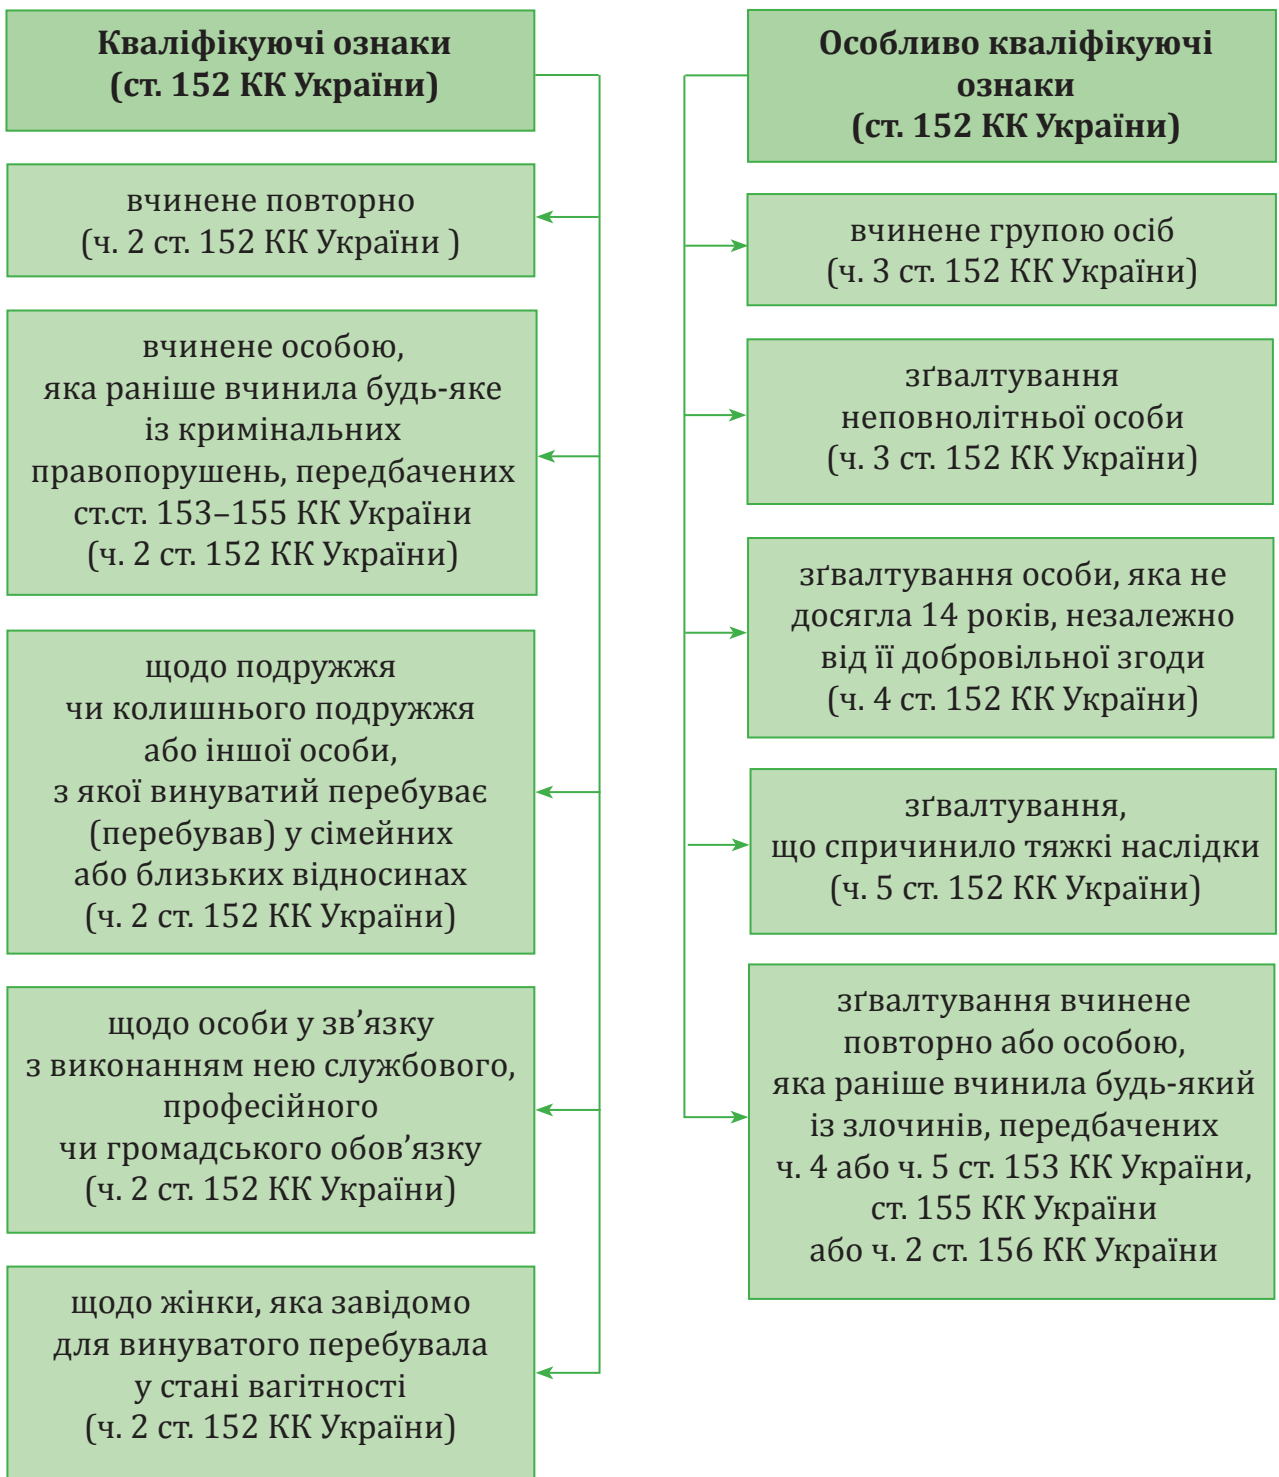 Кваліфікуючі ознаки
(ст. 152 КК України)
вчинене повторно
(ч. 2 ст. 152 КК України )
вчинене особою,
яка раніше вчинила будь-яке
із кримінальних
правопорушень, передбачених
ст.ст. 153–155 КК України
(ч. 2 ст. 152 КК України)
щодо подружжя
чи колишнього подружжя
або іншої особи,
з якої винуватий перебуває
(перебував) у сімейних
або близьких відносинах
(ч. 2 ст. 152 КК України)
щодо особи у зв’язку
з виконанням нею службового,
професійного
чи громадського обов’язку
(ч. 2 ст. 152 КК України)
щодо жінки, яка завідомо
для винуватого перебувала
у стані вагітності
(ч. 2 ст. 152 КК України)
Особливо кваліфікуючі
ознаки
(ст. 152 КК України)
вчинене групою осіб
(ч. 3 ст. 152 КК України)
зґвалтування
неповнолітньої особи
(ч. 3 ст. 152 КК України)
зґвалтування особи, яка не
досягла 14 років, незалежно
від її добровільної згоди
(ч. 4 ст. 152 КК України)
зґвалтування,
що спричинило тяжкі наслідки
(ч. 5 ст. 152 КК України)
зґвалтування вчинене
повторно або особою,
яка раніше вчинила будь-який
із злочинів, передбачених
ч. 4 або ч. 5 ст. 153 КК України,
ст. 155 КК України
або ч. 2 ст. 156 КК України